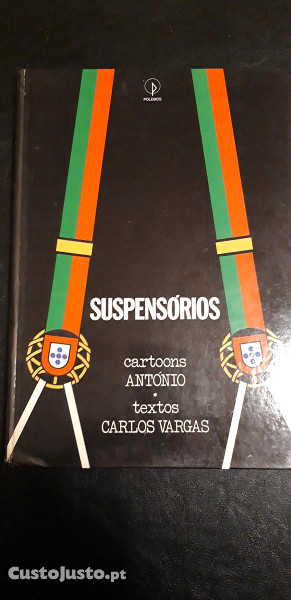 POLEMOS
SUSPENSÓRIOS
cartoons
ANTÓNIO
•
textos
CARLOS VARGAS
CustoJusto.pt